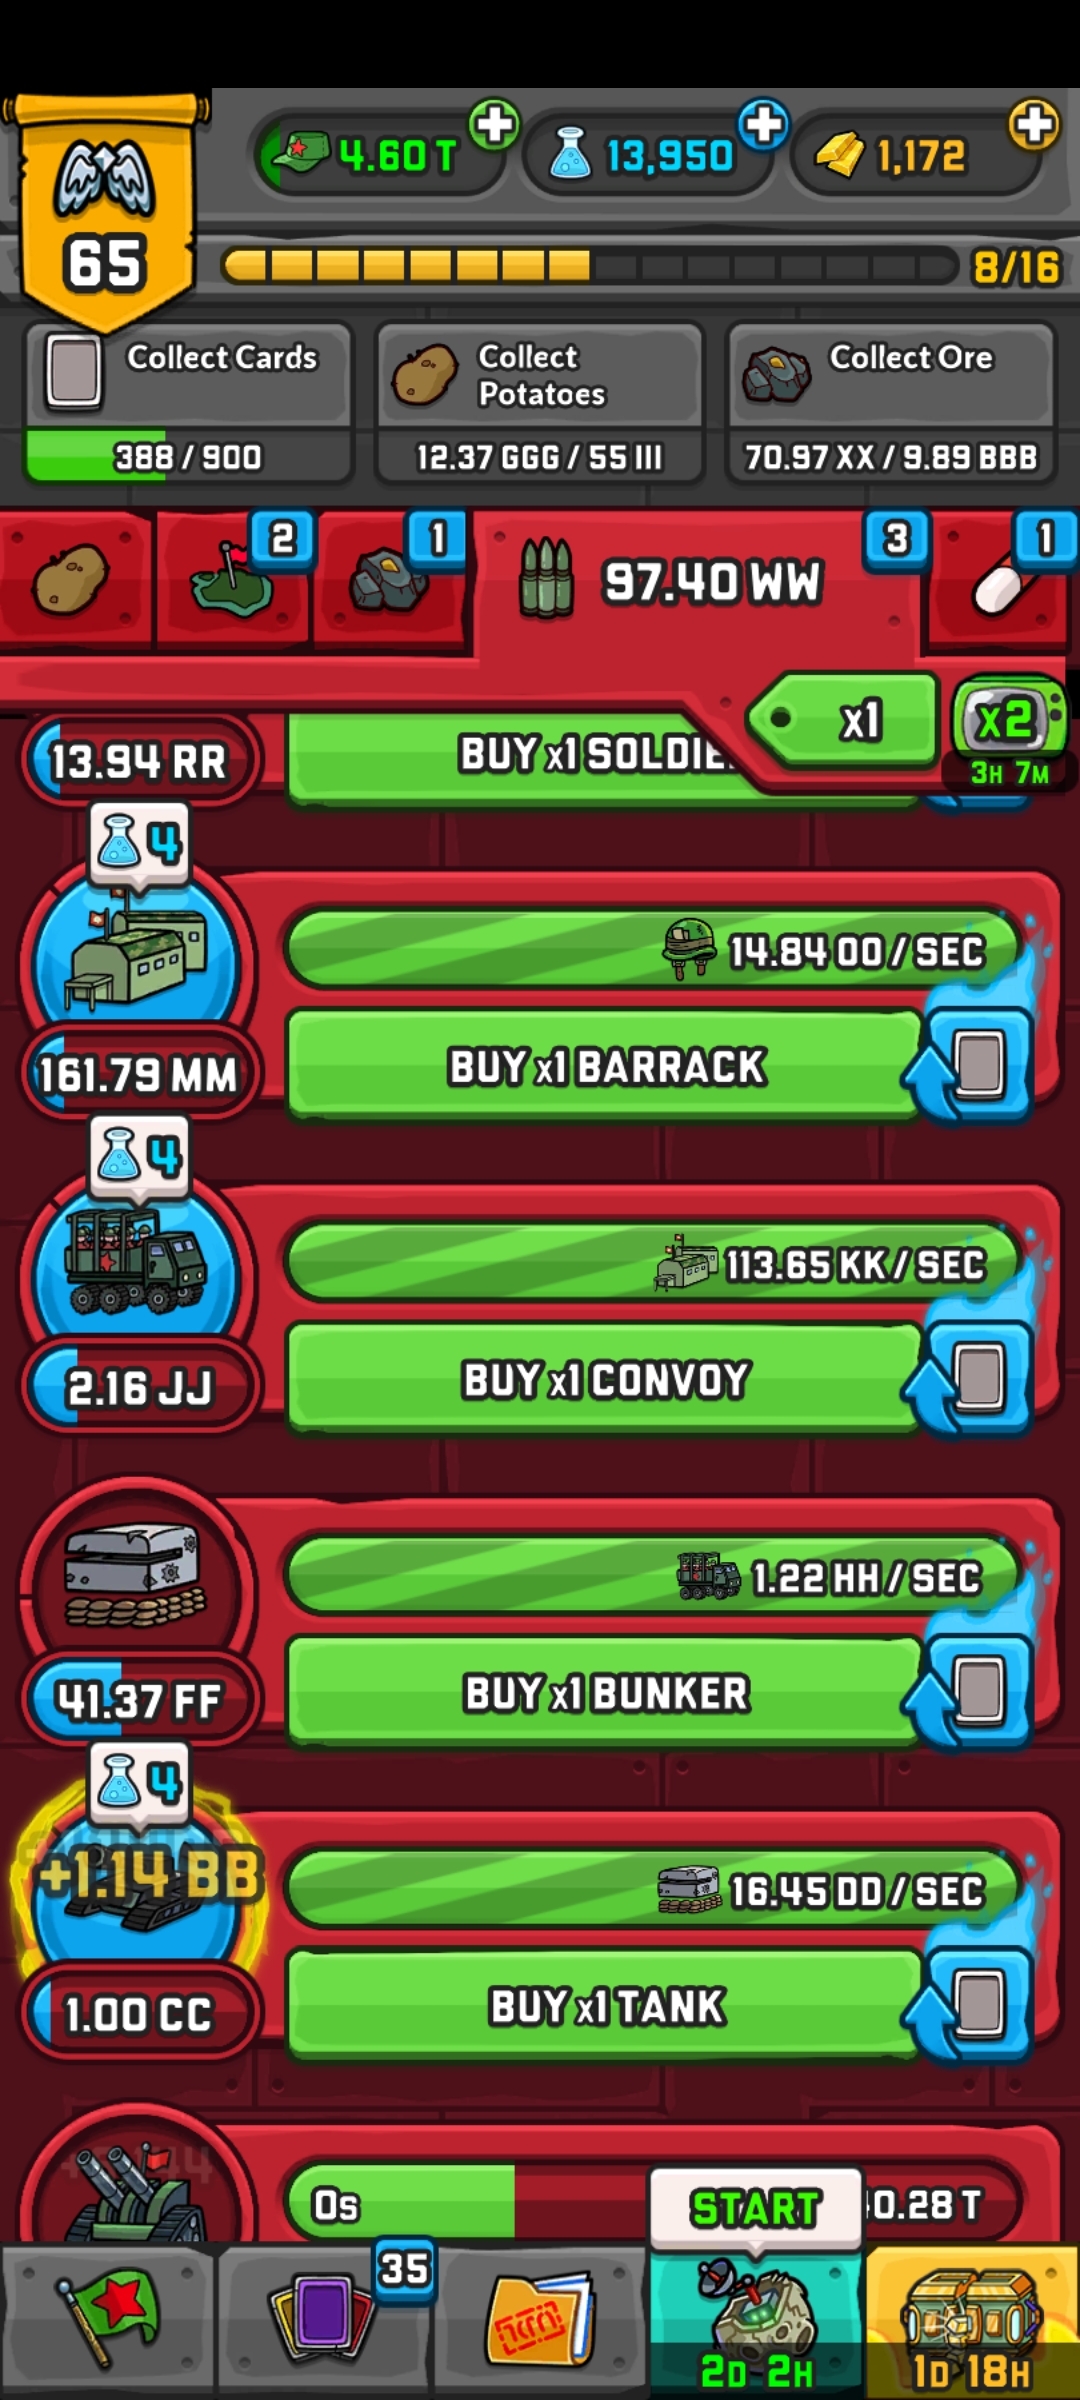 4.60 T
13,950
1,172
65
8/16
Collect Cards
388 / 900
Collect
Potatoes
12.37 GGG / 55 III
Collect Ore
70.97 XX / 9.89 BBB
2
1
97.40 WW
3
1
x1
x2
3H 7M
13.94 RR
BUY x1 SOLDIE
4
14.84 OO / SEC
161.79 MM
BUY x1 BARRACK
4
113.65 KK / SEC
2.16 JJ
BUY x1 CONVOY
1.22 HH / SEC
41.37 FF
BUY x1 BUNKER
4
+1.14 BB
16.45 DD / SEC
1.00 CC
BUY x1 TANK
0s
0.28 T
START
35
2D 2H
1D 18H